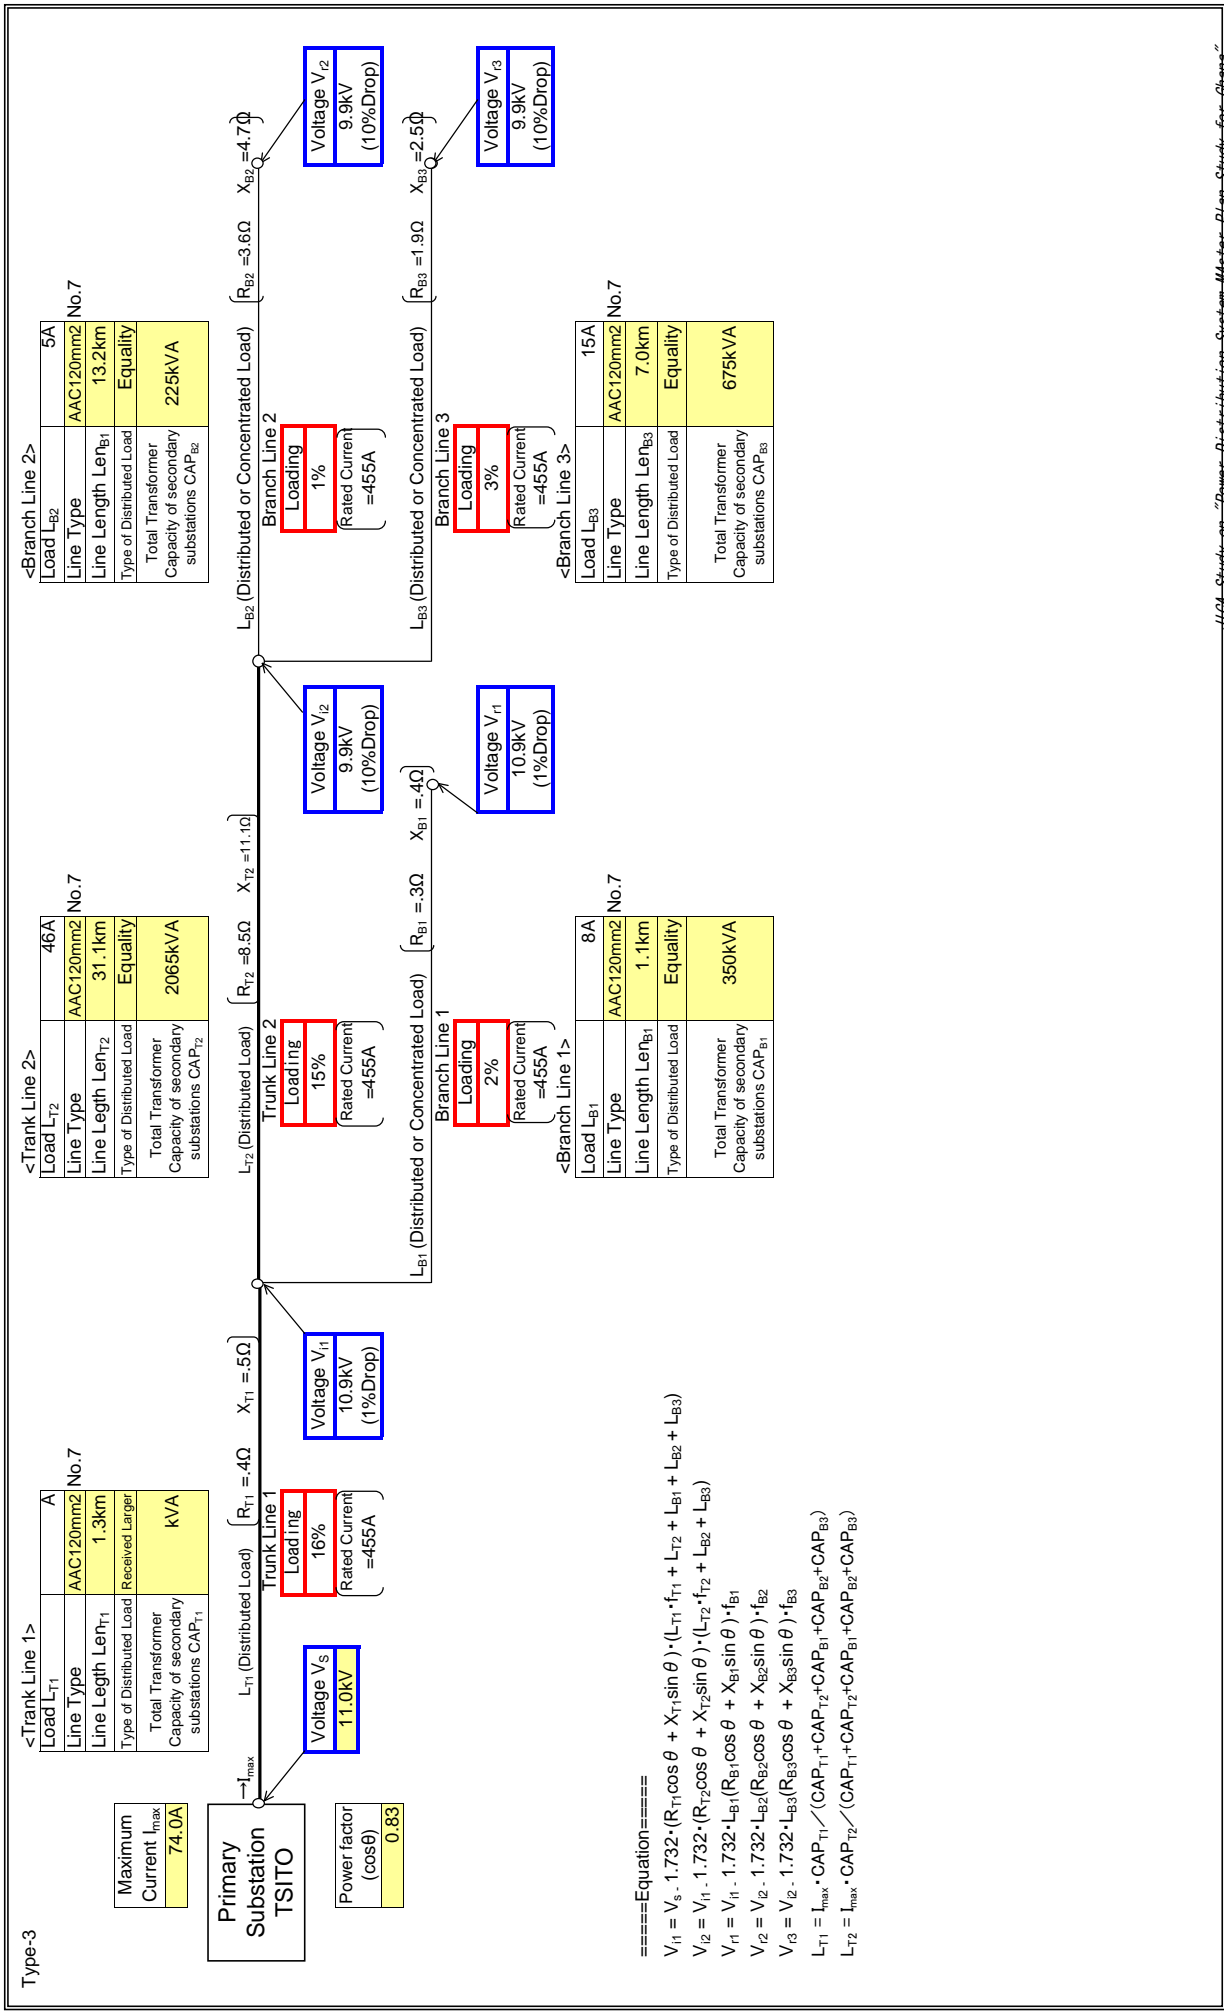 Type-3
Maximum
Current Imax
74.0A
Primary
Substation
TSITO
Power factor
(cosθ)
0.83
→Imax
Voltage VS
11.0kV
<Trank Line 1>
Load LT1 A
Line Type AAC120mm2 No.7
Line Legth LenT1 1.3km
Type of Distributed Load Received Larger
Total Transformer
Capacity of secondary
substations CAPT1
kVA
LT1 (Distributed Load) RT1 =.4Ω XT1 =.5Ω
Trunk Line 1
Loading
16%
Rated Current
=455A
Voltage Vi1
10.9kV
(1%Drop)
<Trank Line 2>
Load LT2 46A
Line Type AAC120mm2 No.7
Line Legth LenT2 31.1km
Type of Distributed Load Equality
Total Transformer
Capacity of secondary
substations CAPT2
2065kVA
LT2 (Distributed Load) RT2 =8.5Ω XT2 =11.1Ω
Trunk Line 2
Loading
15%
Rated Current
=455A
Voltage Vi2
9.9kV
(10%Drop)
LB1 (Distributed or Concentrated Load) RB1 =.3Ω XB1 =.4Ω
Branch Line 1
Loading
2%
Rated Current
=455A
Voltage Vr1
10.9kV
(1%Drop)
<Branch Line 1>
Load LB1 8A
Line Type AAC120mm2 No.7
Line Length LenB1 1.1km
Type of Distributed Load Equality
Total Transformer
Capacity of secondary
substations CAPB1
350kVA
<Branch Line 2>
Load LB2 5A
Line Type AAC120mm2 No.7
Line Length LenB1 13.2km
Type of Distributed Load Equality
Total Transformer
Capacity of secondary
substations CAPB2
225kVA
LB2 (Distributed or Concentrated Load) RB2 =3.6Ω XB2 =4.7Ω
Branch Line 2
Loading
1%
Rated Current
=455A
Voltage Vr2
9.9kV
(10%Drop)
LB3 (Distributed or Concentrated Load) RB3 =1.9Ω XB3 =2.5Ω
Branch Line 3
Loading
3%
Rated Current
=455A
Voltage Vr3
9.9kV
(10%Drop)
<Branch Line 3>
Load LB3 15A
Line Type AAC120mm2 No.7
Line Length LenB3 7.0km
Type of Distributed Load Equality
Total Transformer
Capacity of secondary
substations CAPB3
675kVA
=====Equation=====
Vi1 = Vs - 1.732・(RT1cosθ + XT1sinθ)・(LT1・fT1 + LT2 + LB1 + LB2 + LB3)
Vi2 = Vi1 - 1.732・(RT2cosθ + XT2sinθ)・(LT2・fT2 + LB2 + LB3)
Vr1 = Vi1 - 1.732・LB1(RB1cosθ + XB1sinθ)・fB1
Vr2 = Vi2 - 1.732・LB2(RB2cosθ + XB2sinθ)・fB2
Vr3 = Vi2 - 1.732・LB3(RB3cosθ + XB3sinθ)・fB3
LT1 = Imax・CAPT1／(CAPT1+CAPT2+CAPB1+CAPB2+CAPB3)
LT2 = Imax・CAPT2／(CAPT1+CAPT2+CAPB1+CAPB2+CAPB3)
JICA Study on "Power Distribution System MAster Plan Study for Ghana"